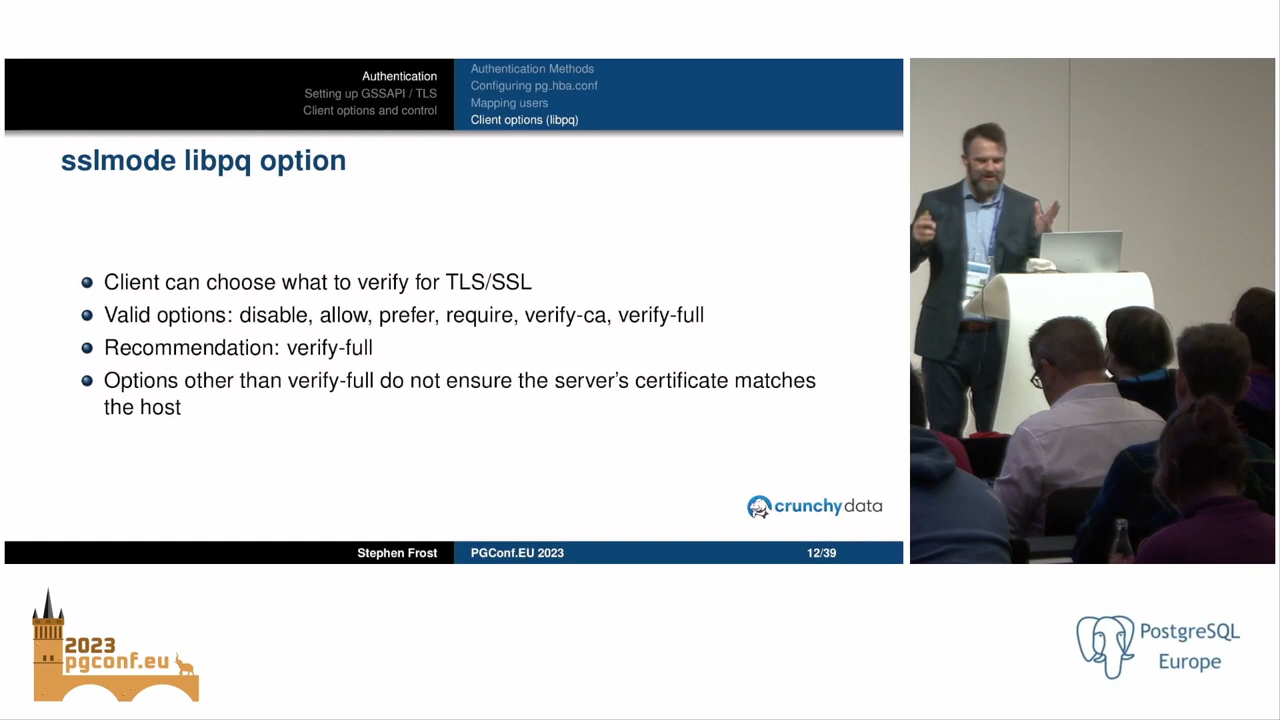 Authentication
Setting up GSSAPI / TLS
Client options and control
Authentication Methods
Configuring pg_hba.conf
Mapping users
Client options (libpq)
sslmode libpq option
Client can choose what to verify for TLS/SSL
Valid options: disable, allow, prefer, require, verify-ca, verify-full
Recommendation: verify-full
Options other than verify-full do not ensure the server's certificate matches
the host
crunchydata
Stephen Frost
PGConf.EU 2023
12/39
2023
pgconf.eu
PostgreSQL
Europe